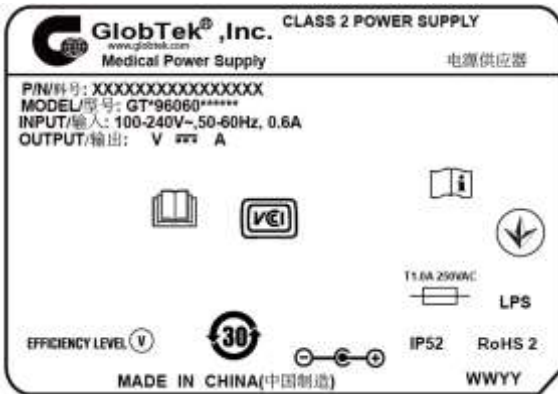 GlobTek® ,Inc.
CLASS 2 POWER SUPPLY
www.globtek.com
Medical Power Supply
电源供应器
P/N/料号: XXXXXXXXXXXXXXXX
MODEL/型号: GT*96060******
INPUT/输入: 100-240V~,50-60Hz, 0.6A
OUTPUT/输出: V ⎓ A
i
VCCI
T1.0A 250VAC
LPS
EFFICIENCY LEVEL V
30
IP52
RoHS 2
MADE IN CHINA(中国制造)
WWYY